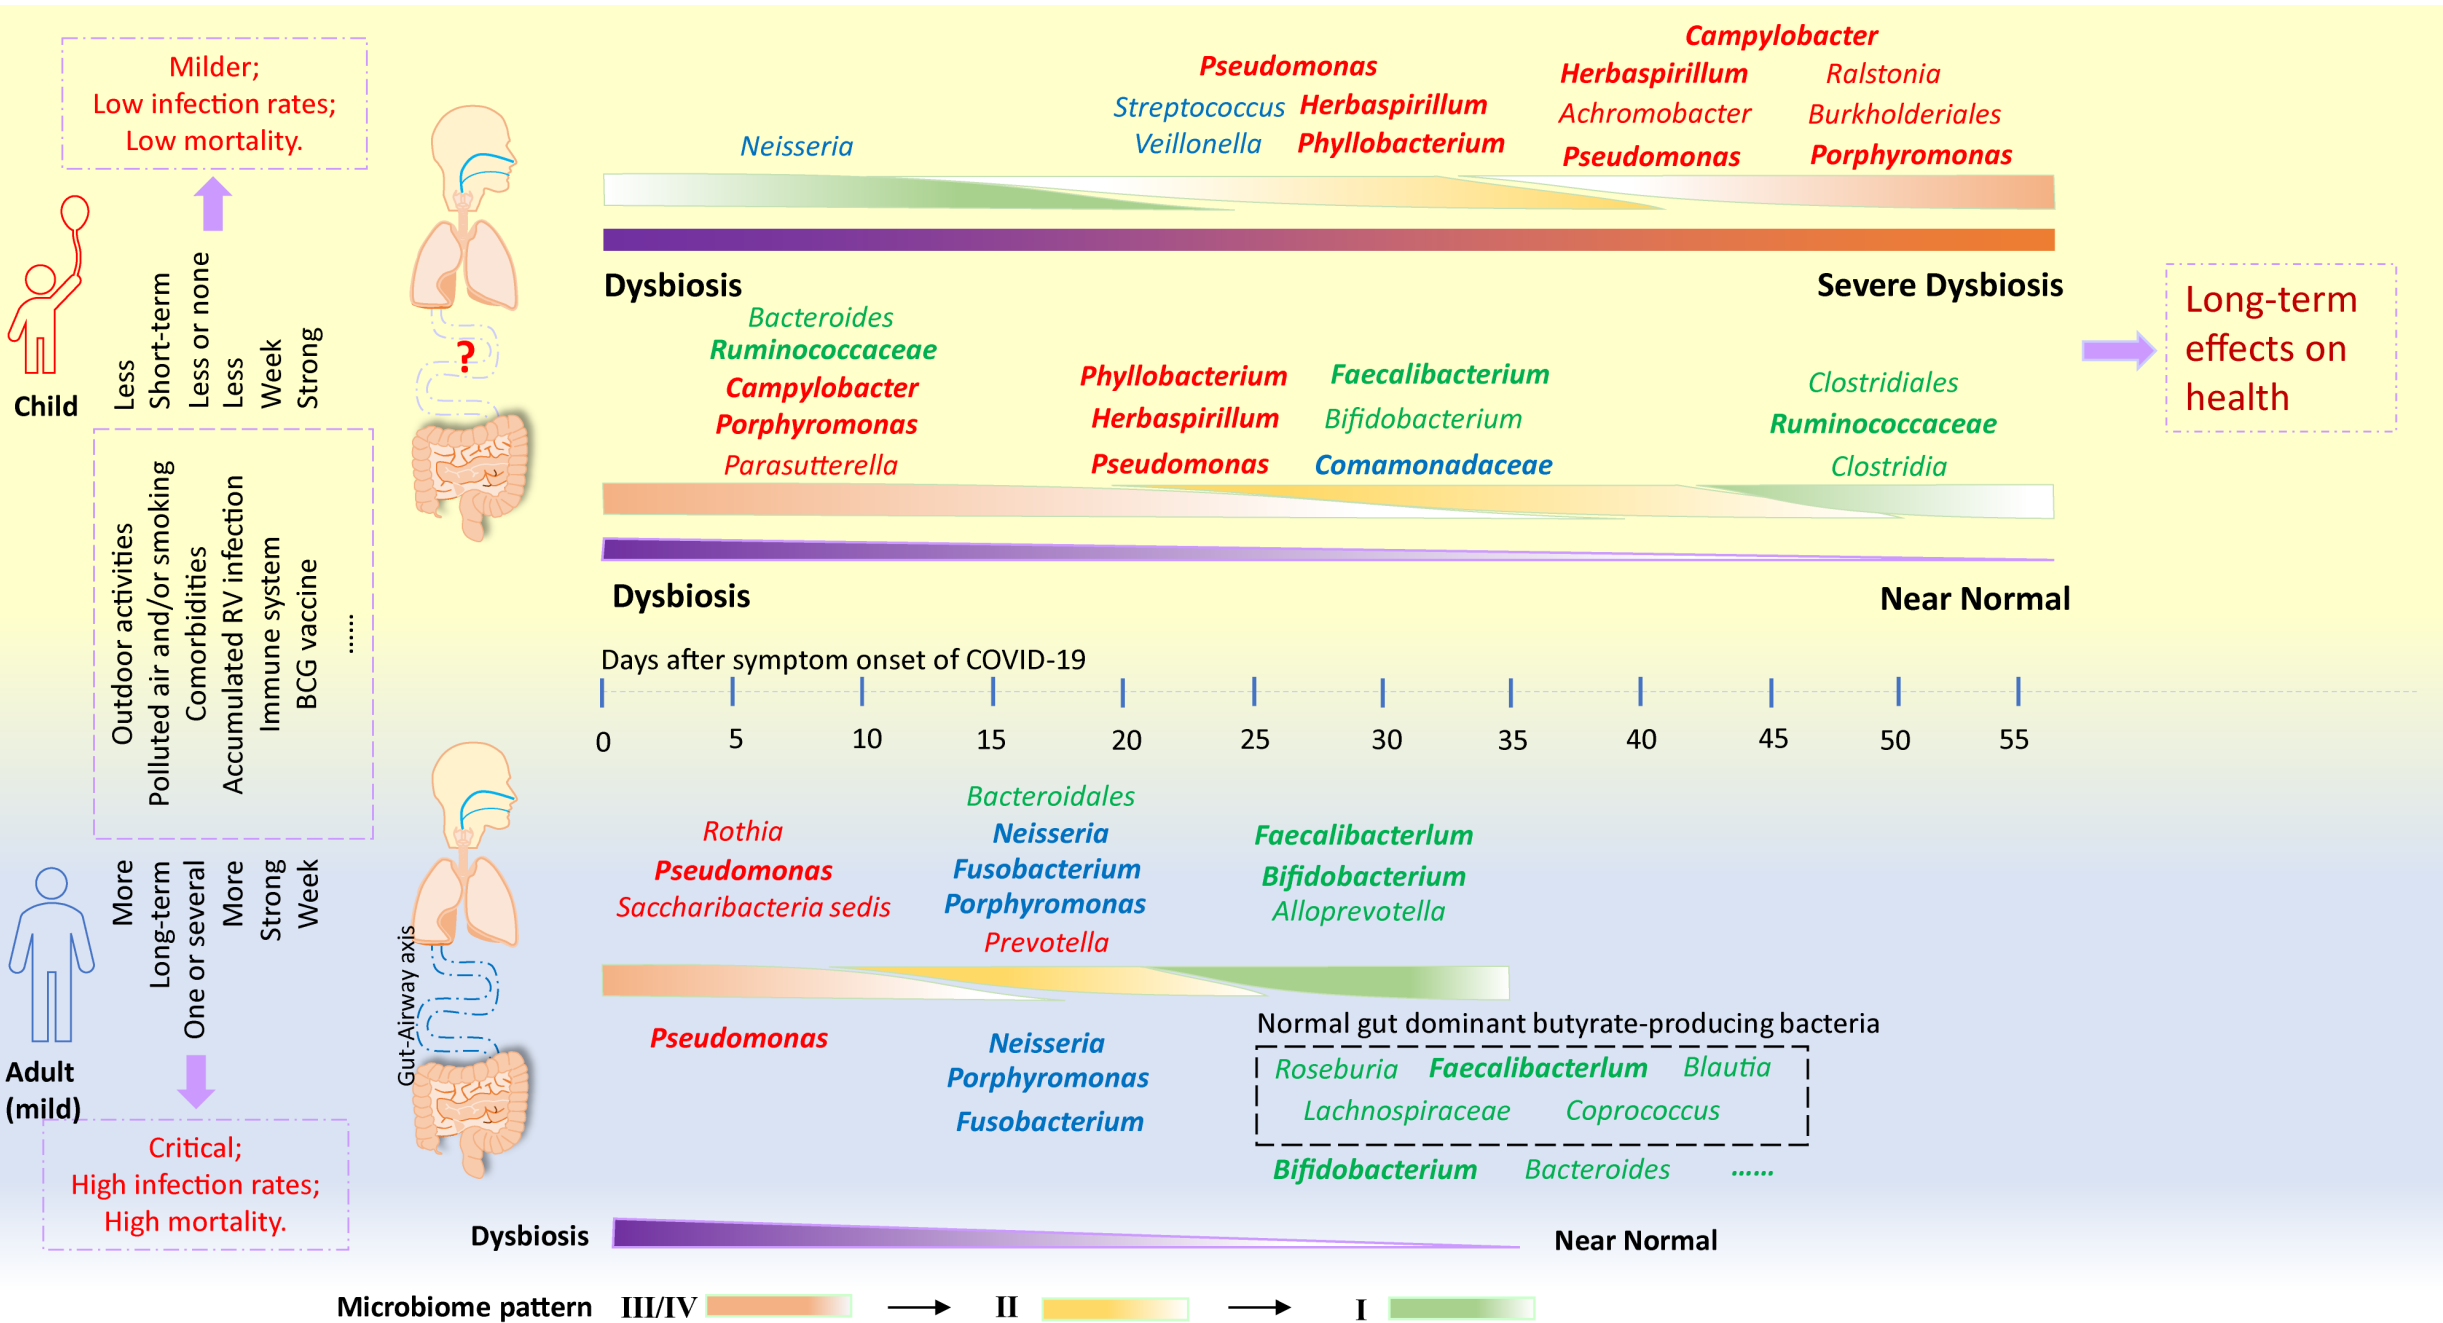 Milder;
Low infection rates;
Low mortality.
Child
Less
Short-term
Less or none
Less
Week
Strong
Outdoor activities
Polluted air and/or smoking
Comorbidities
Accumulated RV infection
Immune system
BCG vaccine
......
More
Long-term
One or several
More
Strong
Week
Adult
(mild)
Critical;
High infection rates;
High mortality.
?
Gut-Airway axis
Neisseria
Pseudomonas
Streptococcus Herbaspirillum
Veillonella Phyllobacterium
Campylobacter
Herbaspirillum Ralstonia
Achromobacter Burkholderiales
Pseudomonas Porphyromonas
Dysbiosis Severe Dysbiosis
Bacteroides
Ruminococcaceae
Campylobacter
Porphyromonas
Parasutterella
Phyllobacterium Faecalibacterium
Herbaspirillum Bifidobacterium
Pseudomonas Comamonadaceae
Clostridiales
Ruminococcaceae
Clostridia
Dysbiosis Near Normal
Long-term
effects on
health
Days after symptom onset of COVID-19
0 5 10 15 20 25 30 35 40 45 50 55
Rothia
Pseudomonas
Saccharibacteria sedis
Bacteroidales
Neisseria
Fusobacterium
Porphyromonas
Prevotella
Faecalibacterlum
Bifidobacterium
Alloprevotella
Pseudomonas
Neisseria
Porphyromonas
Fusobacterium
Normal gut dominant butyrate-producing bacteria
Roseburia Faecalibacterlum Blautia
Lachnospiraceae Coprococcus
Bifidobacterium Bacteroides ......
Dysbiosis Near Normal
Microbiome pattern III/IV II I